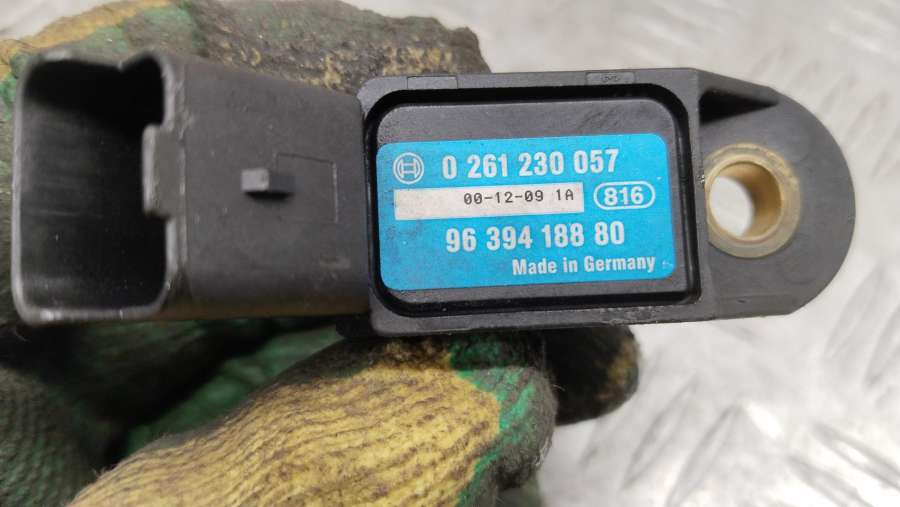 0 261 230 057
00-12-09 1A 816
96 394 188 80
Made in Germany